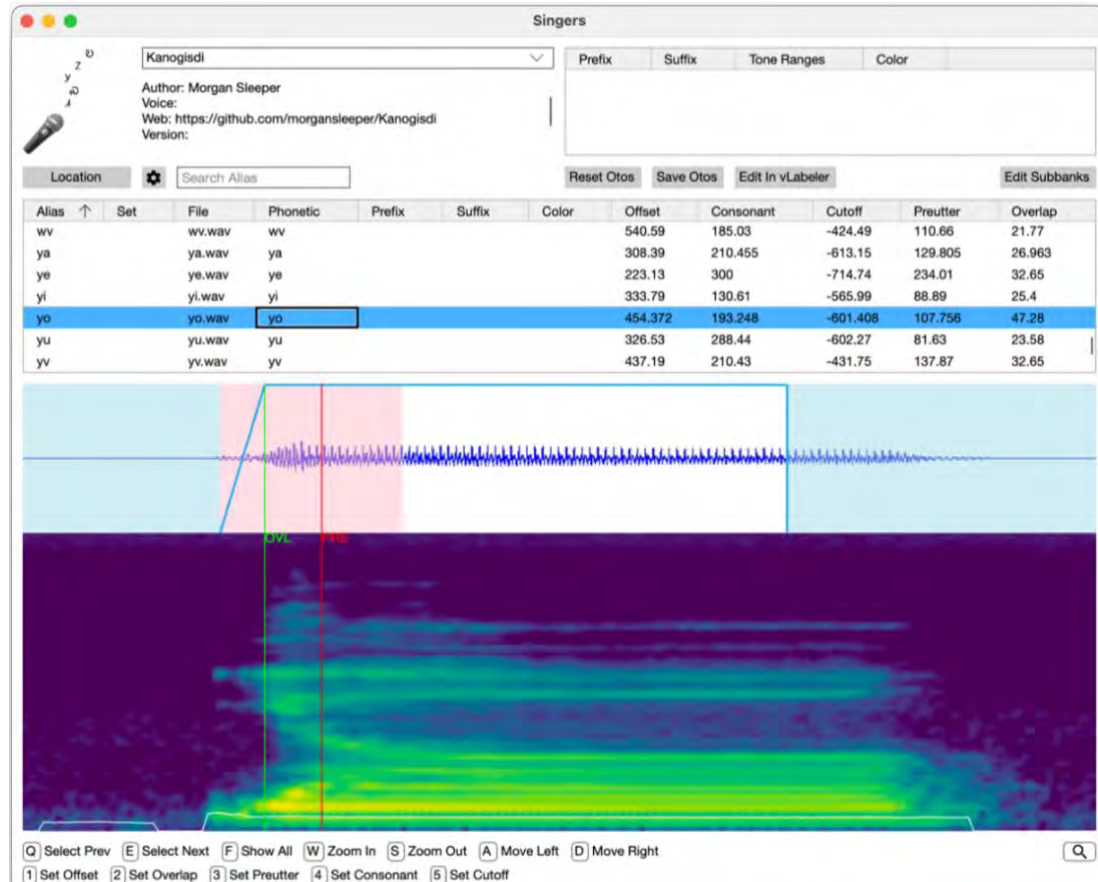 Singers
Kanogisdi
Author: Morgan Sleeper
Voice:
Web: https://github.com/morgansleeper/Kanogisdi
Version:
Prefix Suffix Tone Ranges Color
Location Search Alias Reset Otos Save Otos Edit In vLabeler Edit Subbanks
Alias Set File Phonetic Prefix Suffix Color Offset Consonant Cutoff Preutter Overlap
wv wv.wav wv 540.59 185.03 -424.49 110.66 21.77
ya ya.wav ya 308.39 210.455 -613.15 129.805 26.963
ye ye.wav ye 223.13 300 -714.74 234.01 32.65
yi yi.wav yi 333.79 130.61 -565.99 88.89 25.4
yo yo.wav yo 454.372 193.248 -601.408 107.756 47.28
yu yu.wav yu 326.53 288.44 -602.27 81.63 23.58
yv yv.wav yv 437.19 210.43 -431.75 137.87 32.65
OVL PRE
Q Select Prev E Select Next F Show All W Zoom In S Zoom Out A Move Left D Move Right
1 Set Offset 2 Set Overlap 3 Set Preutter 4 Set Consonant 5 Set Cutoff